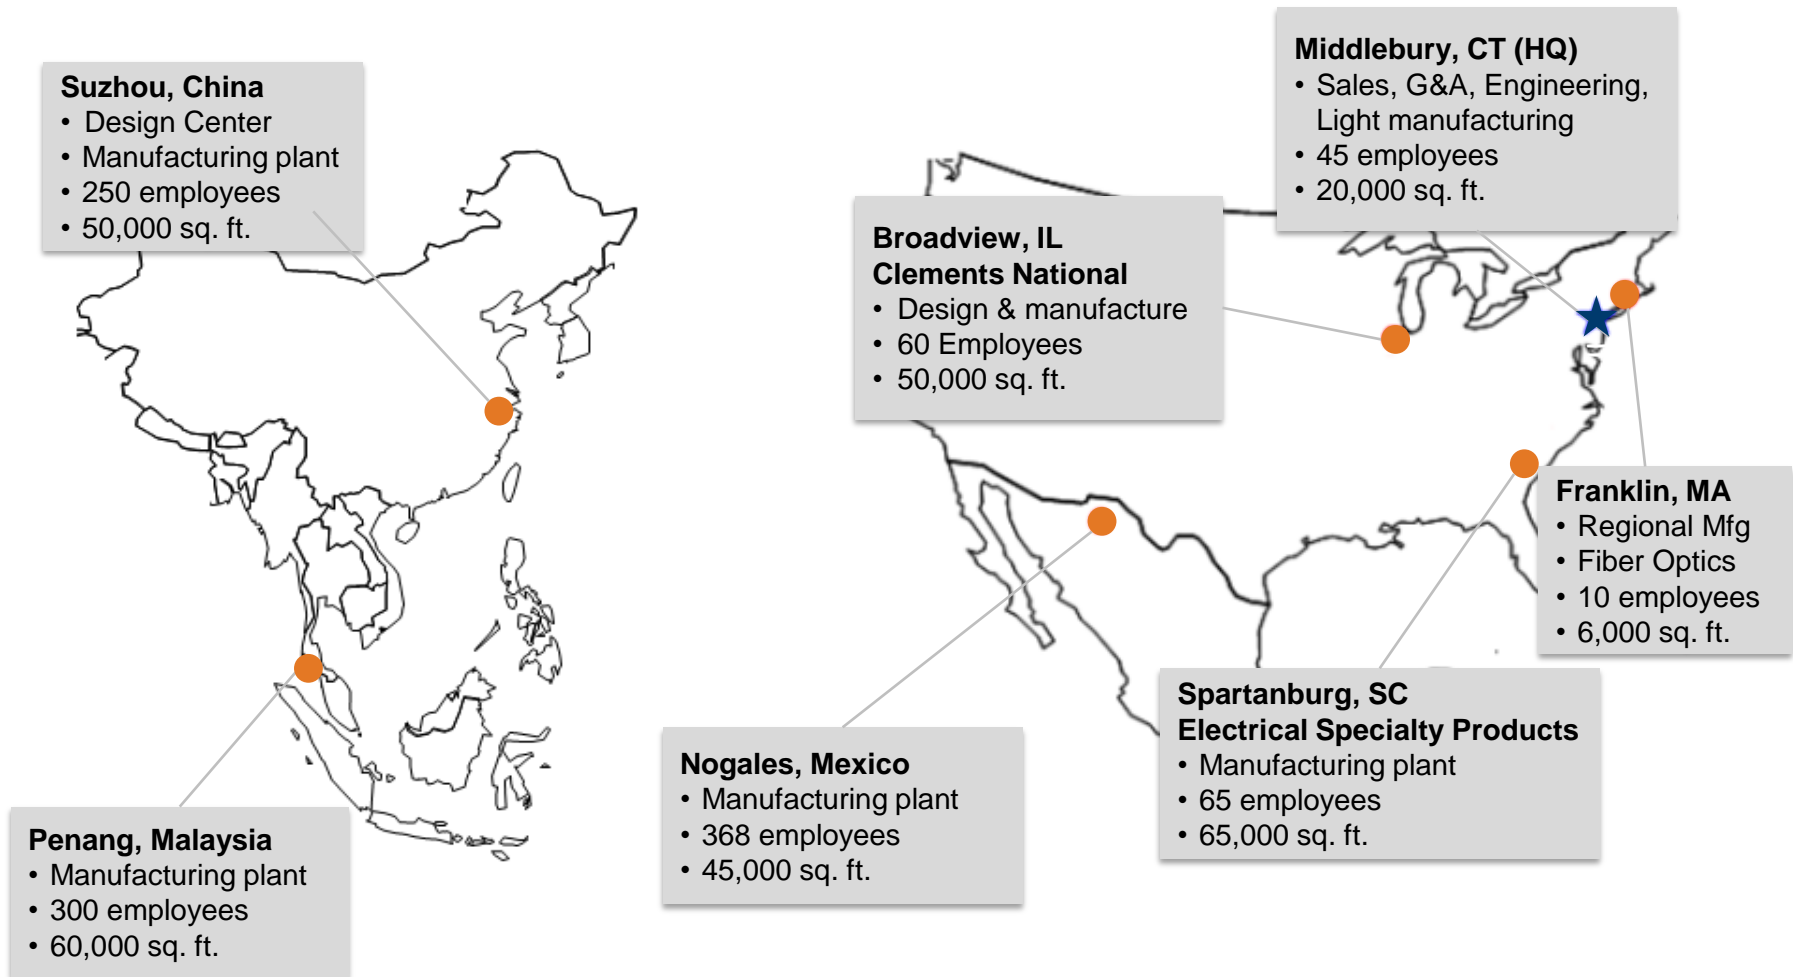 Suzhou, China
• Design Center
• Manufacturing plant
• 250 employees
• 50,000 sq. ft.
Middlebury, CT (HQ)
• Sales, G&A, Engineering,
Light manufacturing
• 45 employees
• 20,000 sq. ft.
Broadview, IL
Clements National
• Design & manufacture
• 60 Employees
• 50,000 sq. ft.
Franklin, MA
• Regional Mfg
• Fiber Optics
• 10 employees
• 6,000 sq. ft.
Spartanburg, SC
Electrical Specialty Products
• Manufacturing plant
• 65 employees
• 65,000 sq. ft.
Nogales, Mexico
• Manufacturing plant
• 368 employees
• 45,000 sq. ft.
Penang, Malaysia
• Manufacturing plant
• 300 employees
• 60,000 sq. ft.